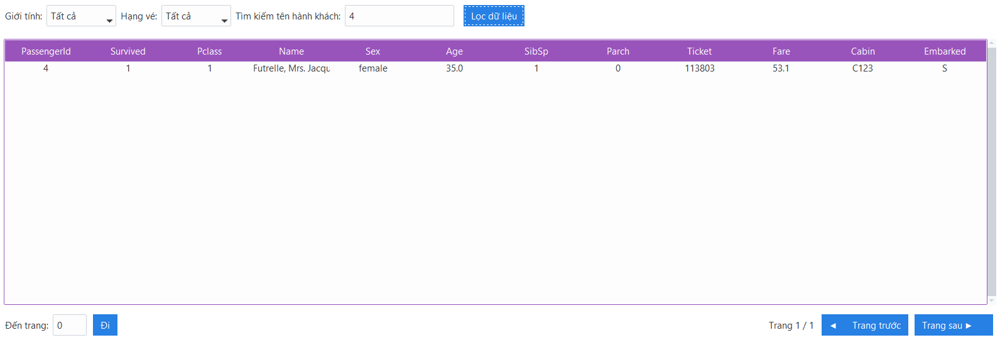 Giới tính: Tất cả Hạng vé: Tất cả Tìm kiếm tên hành khách: 4 Lọc dữ liệu
PassengerId Survived Pclass Name Sex Age SibSp Parch Ticket Fare Cabin Embarked
4 1 1 Futrelle, Mrs. Jacqu female 35.0 1 0 113803 53.1 C123 S
Đến trang: 0 Đi Trang 1 / 1 ◄ Trang trước Trang sau ►